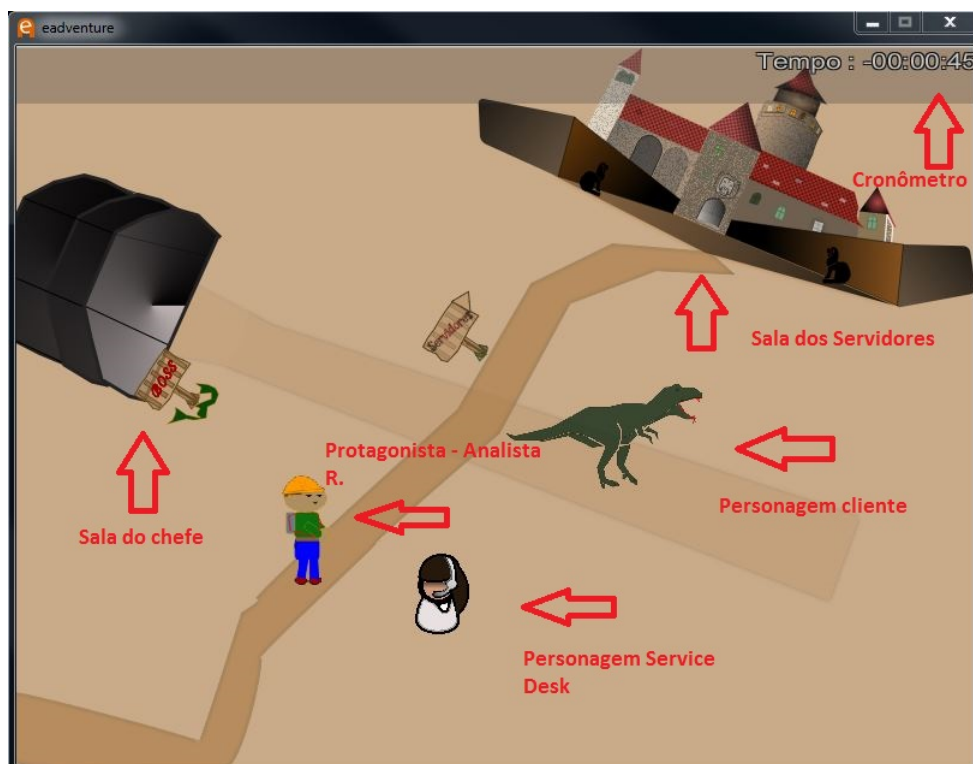 eadventure
Tempo : -00:00:45
Cronômetro
Servidores
Sala dos Servidores
BOSS
Protagonista - Analista
R.
Sala do chefe
Personagem cliente
Personagem Service
Desk